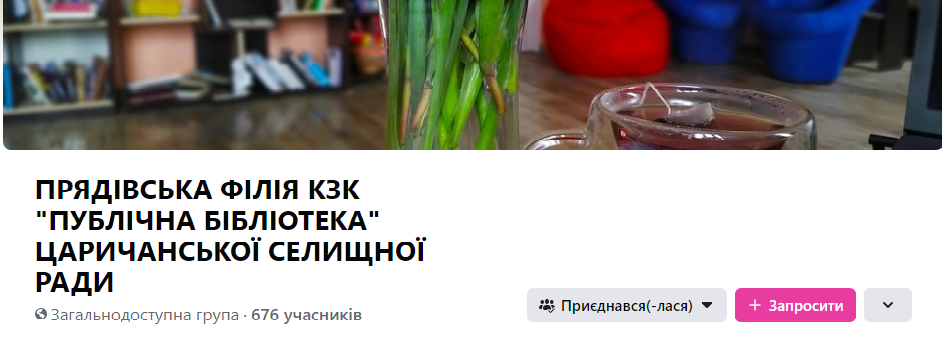 ПРЯДІВСЬКА ФІЛІЯ КЗК
"ПУБЛІЧНА БІБЛІОТЕКА"
ЦАРИЧАНСЬКОЇ СЕЛИЩНОЇ
РАДИ
Загальнодоступна група · 676 учасників
Приєднався(-лася)
+ Запросити